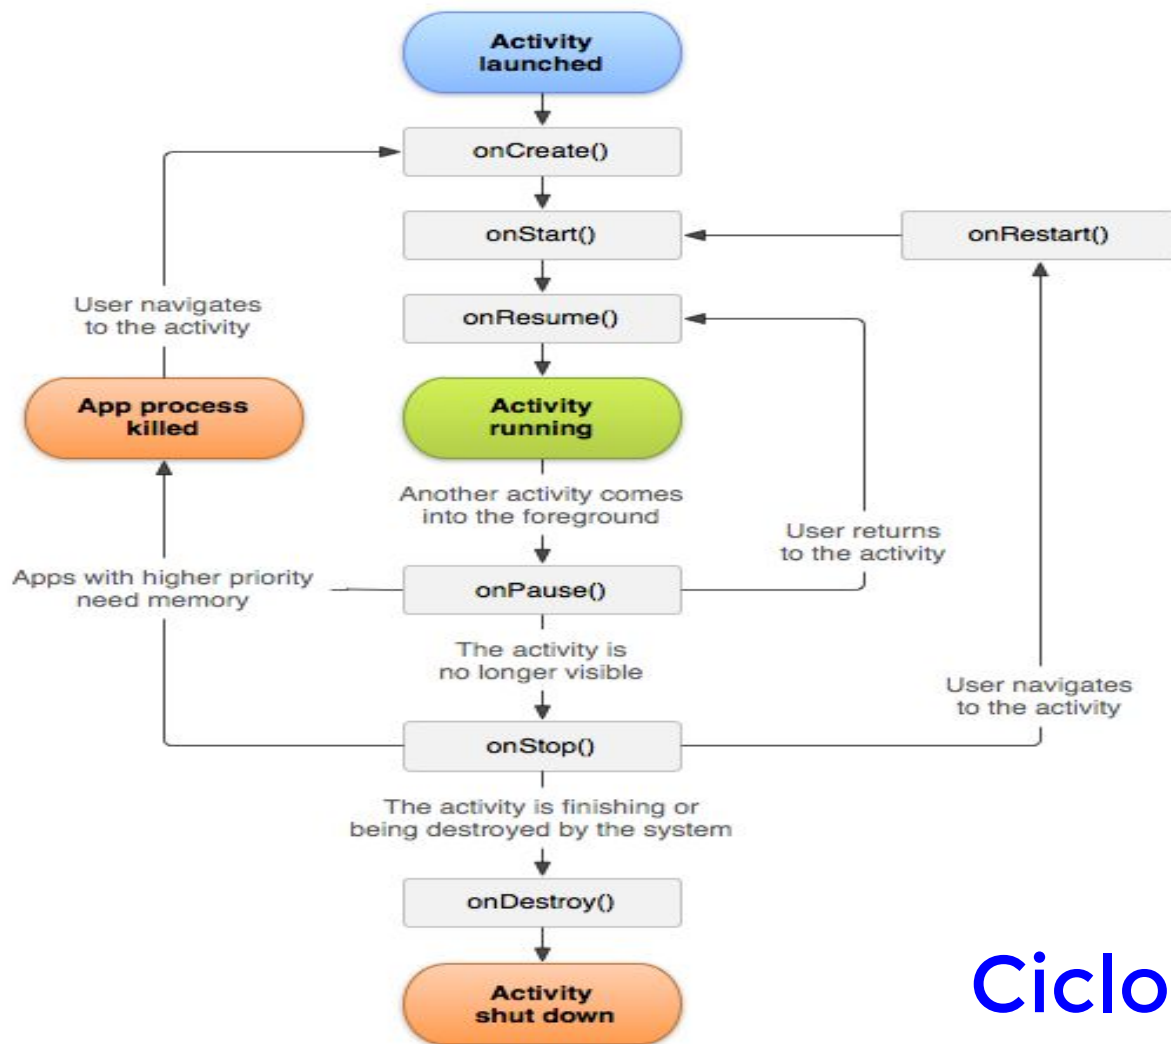 Activity
launched
onCreate()
onStart()
onRestart()
User navigates
to the activity
onResume()
App process
killed
Activity
running
Another activity comes
into the foreground
User returns
to the activity
Apps with higher priority
need memory
onPause()
The activity is
no longer visible
User navigates
to the activity
onStop()
The activity is finishing or
being destroyed by the system
onDestroy()
Activity
shut down
Ciclo